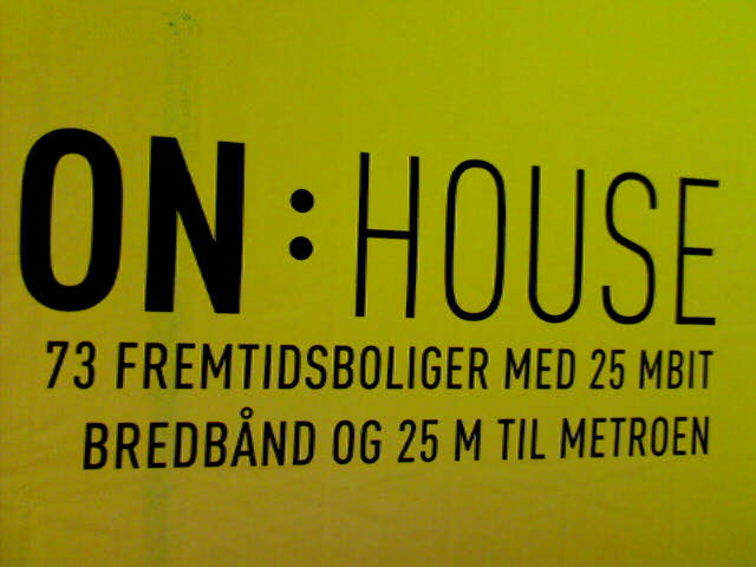 ON:HOUSE
73 FREMTIDSBOLIGER MED 25 MBIT
BREDBÅND OG 25 M TIL METROEN